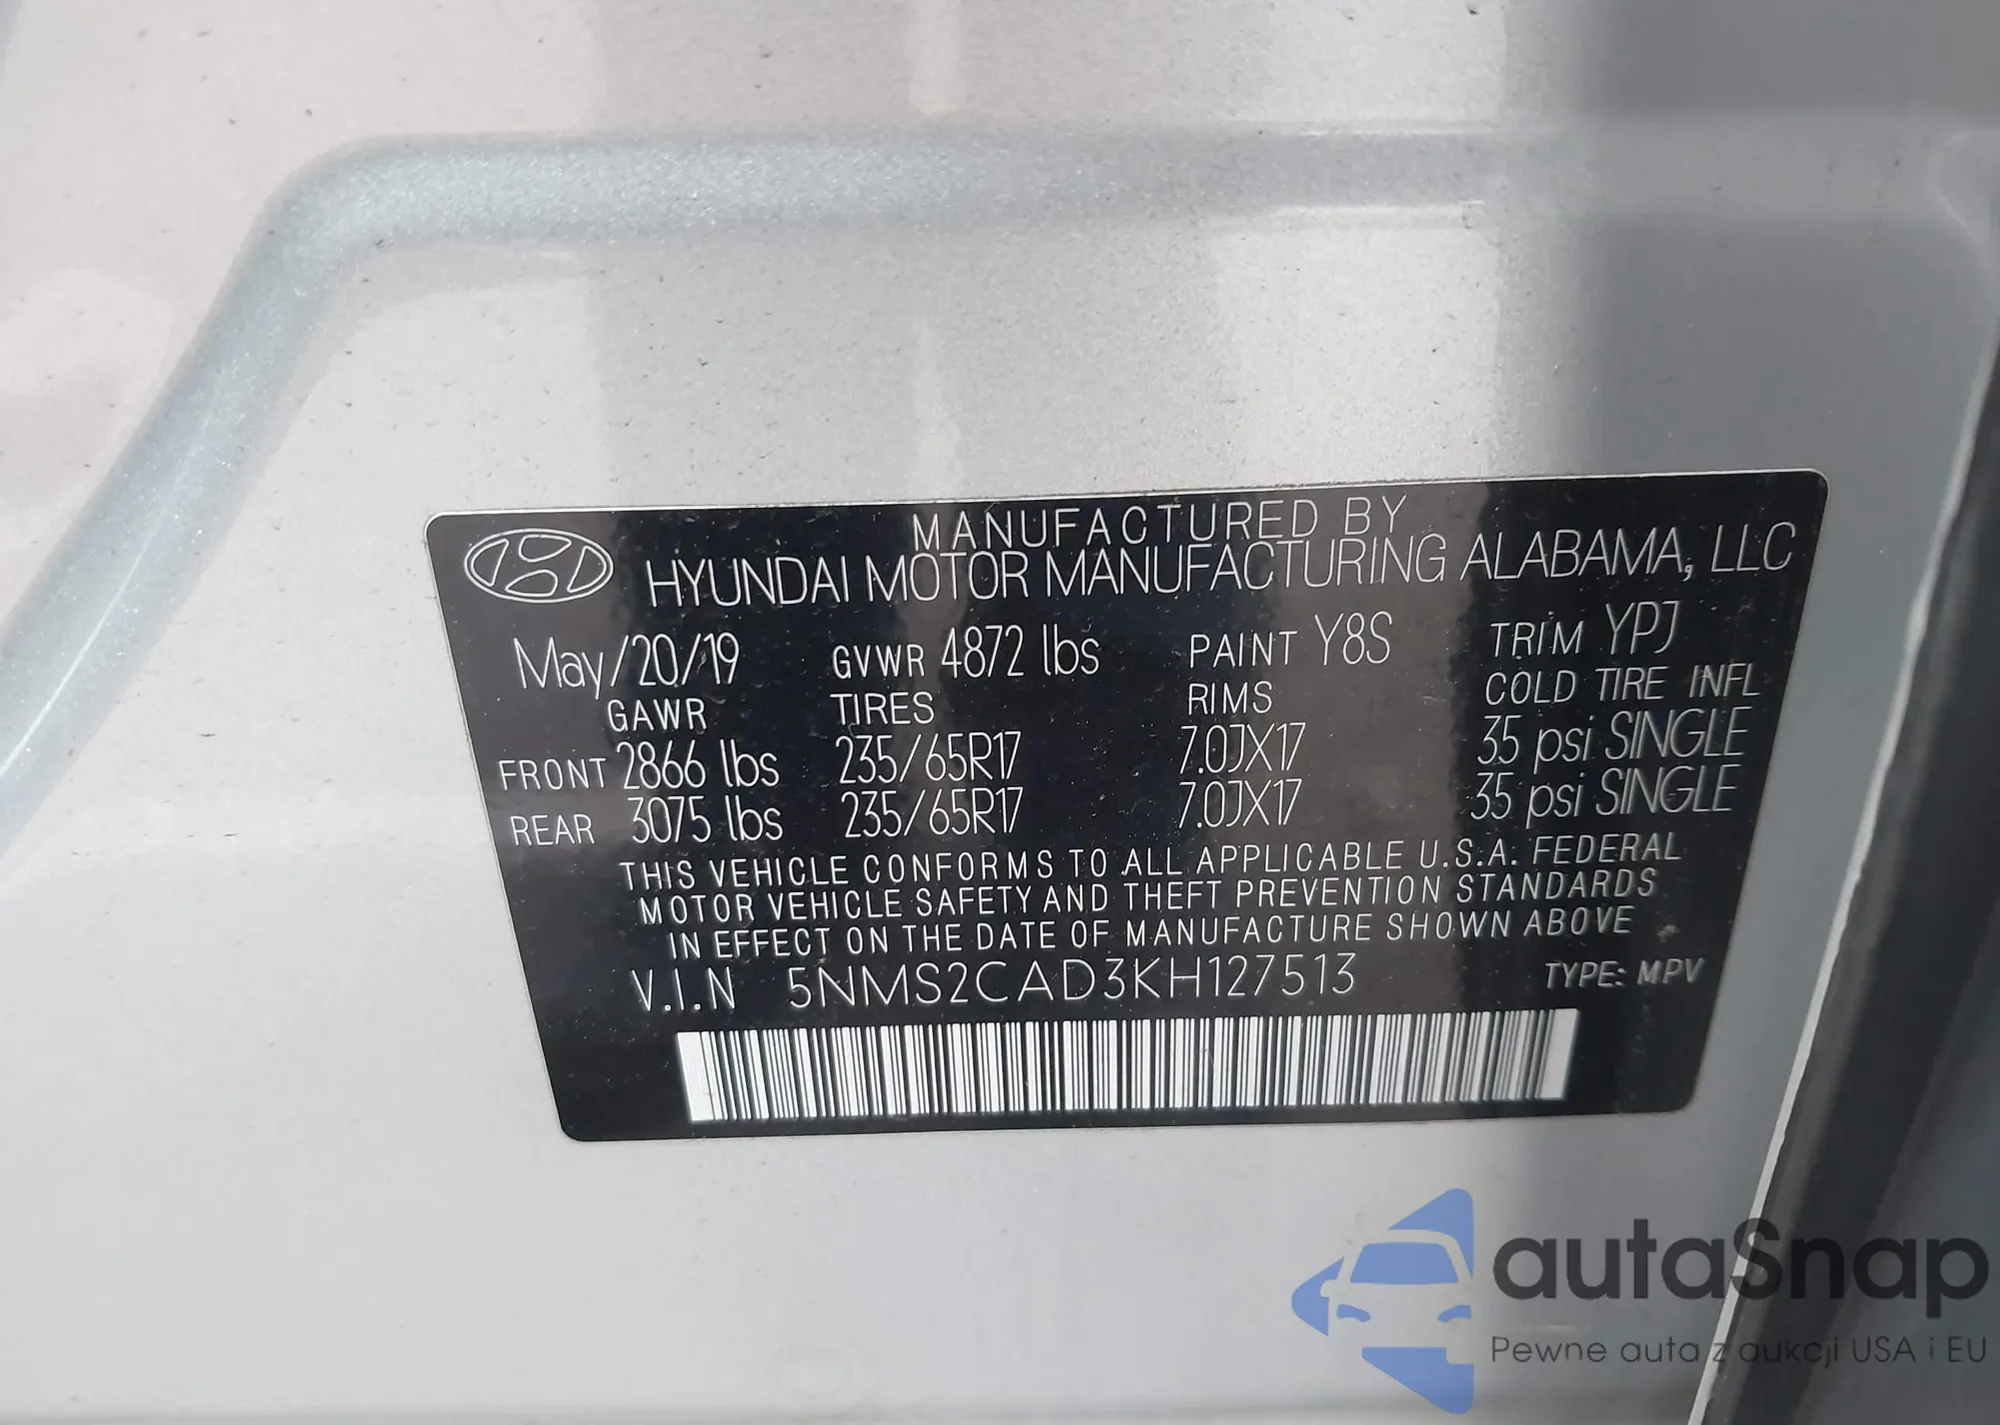 MANUFACTURED BY
HYUNDAI MOTOR MANUFACTURING ALABAMA, LLC
May/20/19 GVWR 4872 lbs PAINT Y8S TRIM YPJ
GAWR TIRES RIMS COLD TIRE INFL
FRONT 2866 lbs 235/65R17 7.0JX17 35 psi SINGLE
REAR 3075 lbs 235/65R17 7.0JX17 35 psi SINGLE
THIS VEHICLE CONFORMS TO ALL APPLICABLE U.S.A. FEDERAL
MOTOR VEHICLE SAFETY AND THEFT PREVENTION STANDARDS
IN EFFECT ON THE DATE OF MANUFACTURE SHOWN ABOVE
V.I.N 5NMS2CAD3KH127513 TYPE: MPV
autaSnap
Pewne auta z aukcji USA i EU